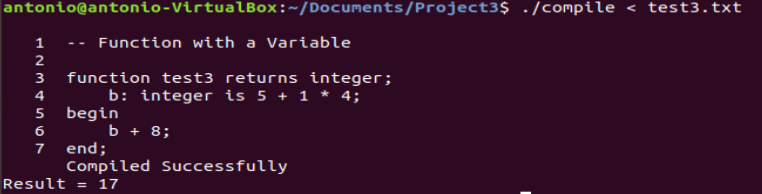 antonio@antonio-VirtualBox:~/Documents/Project3$ ./compile < test3.txt
1 -- Function with a Variable
2
3 function test3 returns integer;
4 b: integer is 5 + 1 * 4;
5 begin
6 b + 8;
7 end;
Compiled Successfully
Result = 17